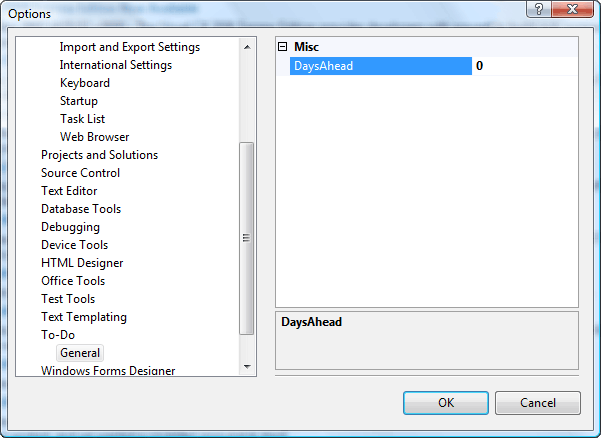 Options
Import and Export Settings
International Settings
Keyboard
Startup
Task List
Web Browser
Projects and Solutions
Source Control
Text Editor
Database Tools
Debugging
Device Tools
HTML Designer
Office Tools
Test Tools
Text Templating
To-Do
General
Windows Forms Designer
Misc
DaysAhead 0
DaysAhead
OK Cancel